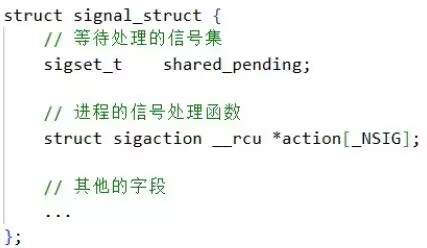 struct signal_struct {
// 等待处理的信号集
sigset_t    shared_pending;
// 进程的信号处理函数
struct sigaction __rcu *action[_NSIG];
// 其他的字段
...
};